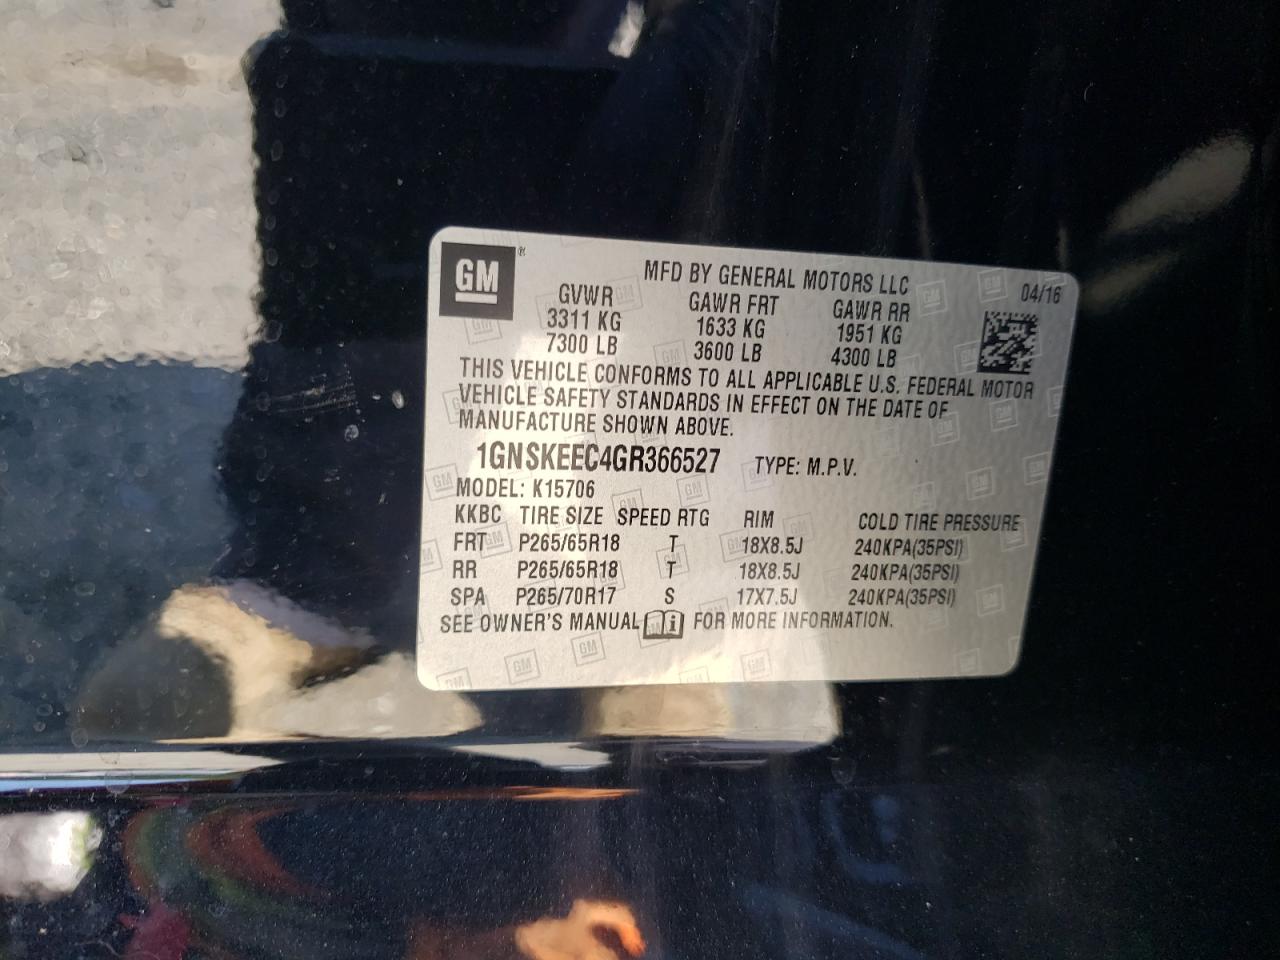 GM ®
MFD BY GENERAL MOTORS LLC
04/16
GVWR GAWR FRT GAWR RR
3311 KG 1633 KG 1951 KG
7300 LB 3600 LB 4300 LB
THIS VEHICLE CONFORMS TO ALL APPLICABLE U.S. FEDERAL MOTOR
VEHICLE SAFETY STANDARDS IN EFFECT ON THE DATE OF
MANUFACTURE SHOWN ABOVE.
1GNSKEEC4GR366527 TYPE: M.P.V.
MODEL: K15706
KKBC TIRE SIZE SPEED RTG RIM COLD TIRE PRESSURE
FRT P265/65R18 T 18X8.5J 240KPA(35PSI)
RR P265/65R18 T 18X8.5J 240KPA(35PSI)
SPA P265/70R17 S 17X7.5J 240KPA(35PSI)
SEE OWNER'S MANUAL FOR MORE INFORMATION.